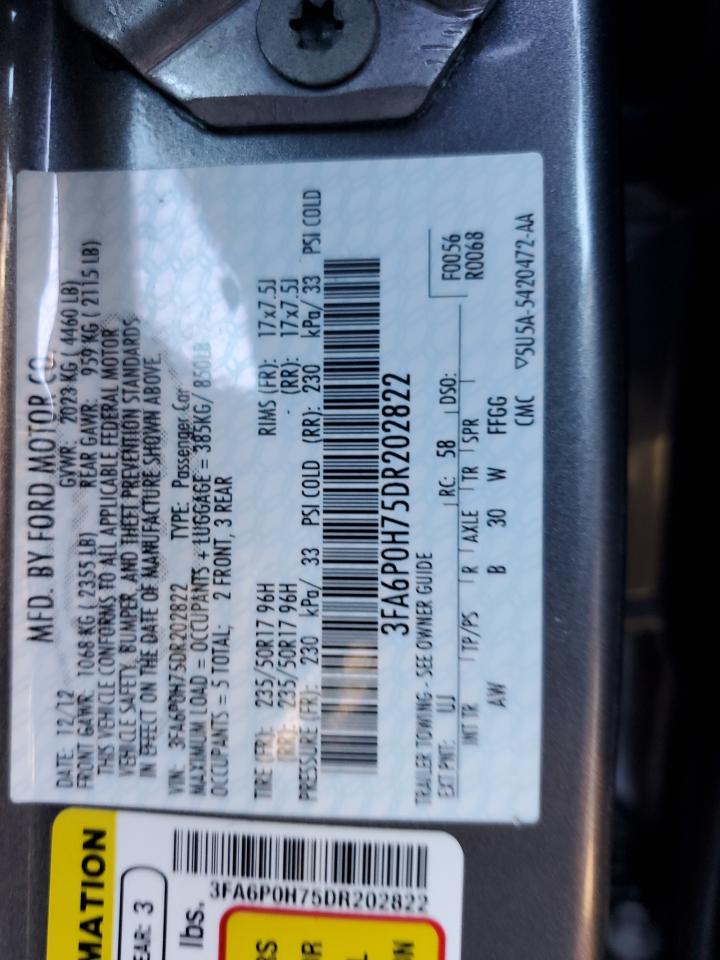 MFD. BY FORD MOTOR CO.
DATE: 12/12 GVWR: 2023 KG ( 4460 LB)
FRONT GAWR: 1068 KG ( 2355 LB) REAR GAWR: 959 KG ( 2115 LB)
THIS VEHICLE CONFORMS TO ALL APPLICABLE FEDERAL MOTOR
VEHICLE SAFETY, BUMPER, AND THEFT PREVENTION STANDARDS
IN EFFECT ON THE DATE OF MANUFACTURE SHOWN ABOVE.
VIN: 3FA6P0H75DR202822 TYPE: Passenger Car
MAXIMUM LOAD = OCCUPANTS + LUGGAGE = 385KG/ 850LB
OCCUPANTS = 5 TOTAL; 2 FRONT, 3 REAR
TIRE (FR): 235/50R17 96H RIMS (FR): 17x7.5J
(RR): 235/50R17 96H - (RR): 17x7.5J
PRESSURE (FR): 230 kPa/ 33 PSI COLD (RR): 230 kPa/ 33 PSI COLD
3FA6P0H75DR202822
TRAILER TOWING - SEE OWNER GUIDE
F0056
R0068
EXT PNT: UJ RC: 58 DSO:
INT TR TP/PS R AXLE TR SPR
AW B 30 W FFGG
CMC ▽5U5A-5420472-AA
MATION
EAR: 3
lbs.
3FA6P0H75DR202822
RS
OR
L
ON